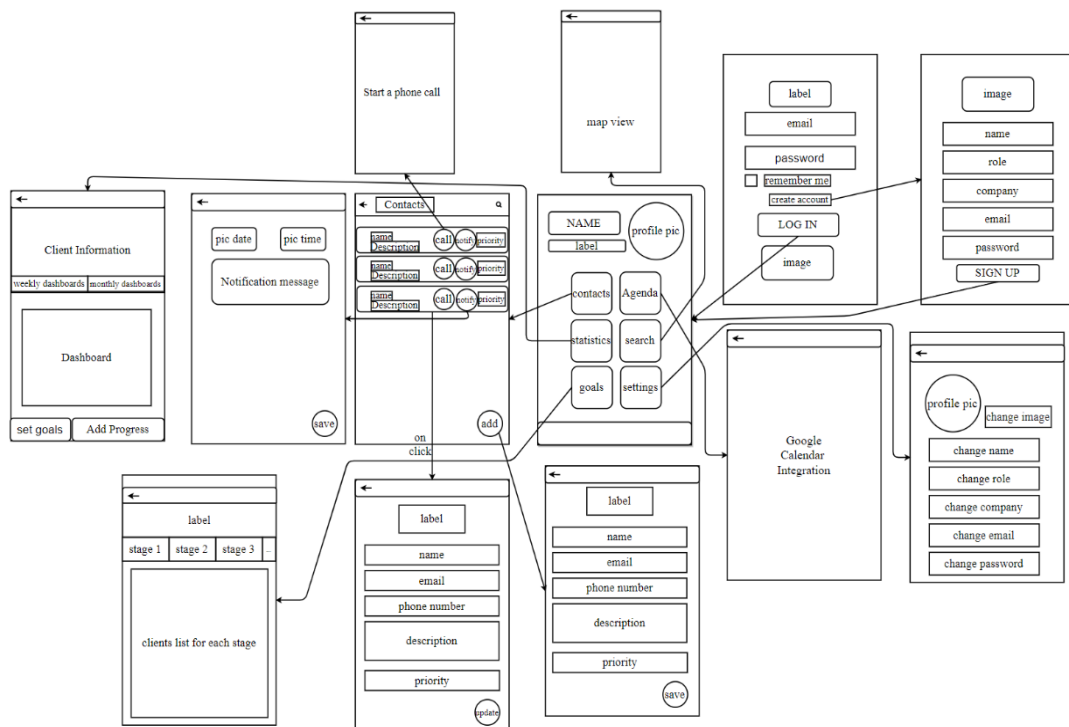 Start a phone call
map view
label
email
password
remember me
create account
LOG IN
image
image
name
role
company
email
password
SIGN UP
Client Information
weekly dashboards
monthly dashboards
Dashboard
set goals
Add Progress
pic date
pic time
Notification message
save
Contacts
name
Description
call
notify
priority
name
Description
call
notify
priority
name
Description
call
notify
priority
add
on
click
NAME
label
profile pic
contacts
Agenda
statistics
search
goals
settings
Google
Calendar
Integration
profile pic
change image
change name
change role
change company
change email
change password
label
stage 1
stage 2
stage 3
...
clients list for each stage
label
name
email
phone number
description
priority
update
label
name
email
phone number
description
priority
save